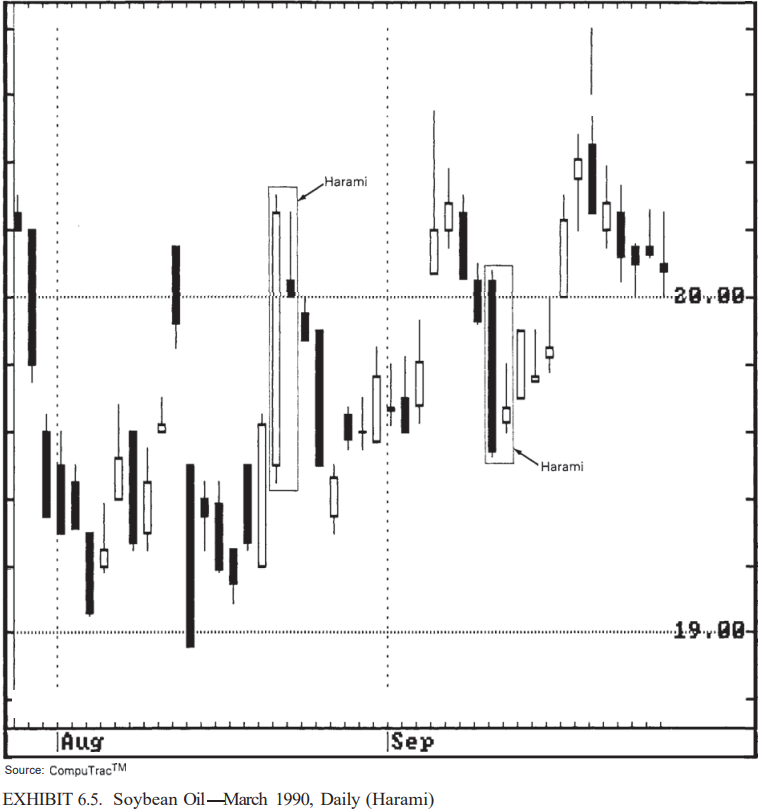 Harami
20.00
Harami
19.00
Aug
Sep
Source: CompuTrac™
EXHIBIT 6.5. Soybean Oil—March 1990, Daily (Harami)